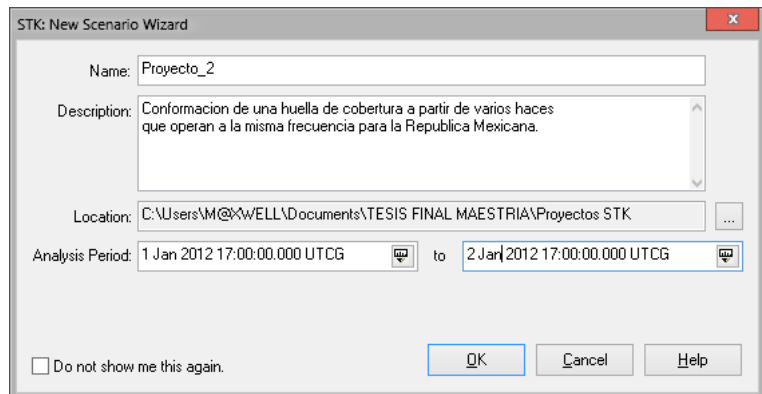 STK: New Scenario Wizard
Name: Proyecto_2
Description: Conformacion de una huella de cobertura a partir de varios haces
que operan a la misma frecuencia para la Republica Mexicana.
Location: C:\Users\M@XWELL\Documents\TESIS FINAL MAESTRIA\Proyectos STK ...
Analysis Period: 1 Jan 2012 17:00:00.000 UTCG to 2 Jan 2012 17:00:00.000 UTCG
Do not show me this again. OK Cancel Help